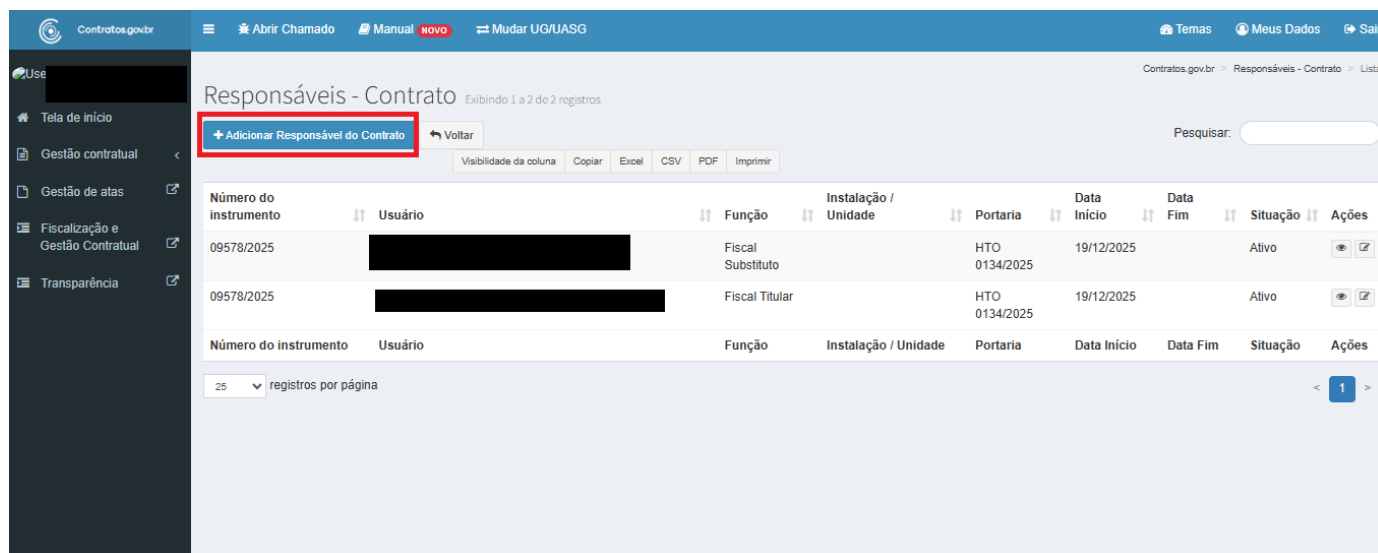 Contratos.gov.br
Abrir Chamado
Manual NOVO
Mudar UG/UASG
Temas
Meus Dados
Sai
Use
Contratos.gov.br > Responsáveis - Contrato > Lista
Responsáveis - Contrato Exibindo 1 a 2 de 2 registros
Tela de início
+ Adicionar Responsável do Contrato
Voltar
Pesquisar:
Gestão contratual <
Visibilidade da coluna Copiar Excel CSV PDF Imprimir
Gestão de atas
Fiscalização e
Gestão Contratual
Transparência
Número do
instrumento
Usuário
Função
Instalação /
Unidade
Portaria
Data
Início
Data
Fim
Situação
Ações
09578/2025
Fiscal
Substituto
HTO
0134/2025
19/12/2025
Ativo
09578/2025
Fiscal Titular
HTO
0134/2025
19/12/2025
Ativo
Número do instrumento Usuário Função Instalação / Unidade Portaria Data Início Data Fim Situação Ações
25 registros por página
< 1 >